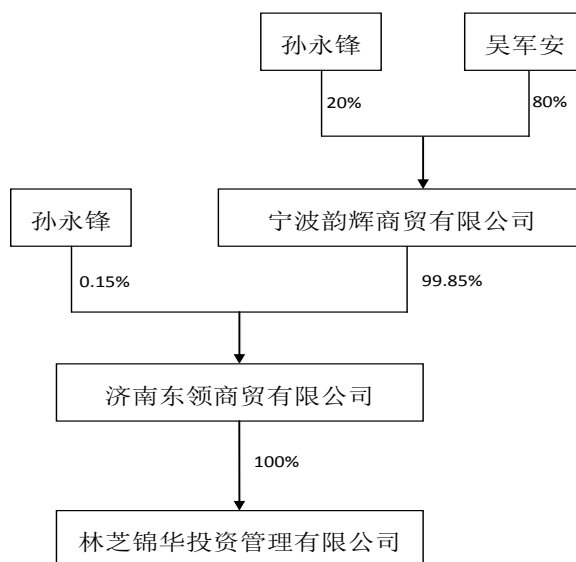 孙永锋
吴军安
20%
80%
孙永锋
宁波韵辉商贸有限公司
0.15%
99.85%
济南东领商贸有限公司
100%
林芝锦华投资管理有限公司